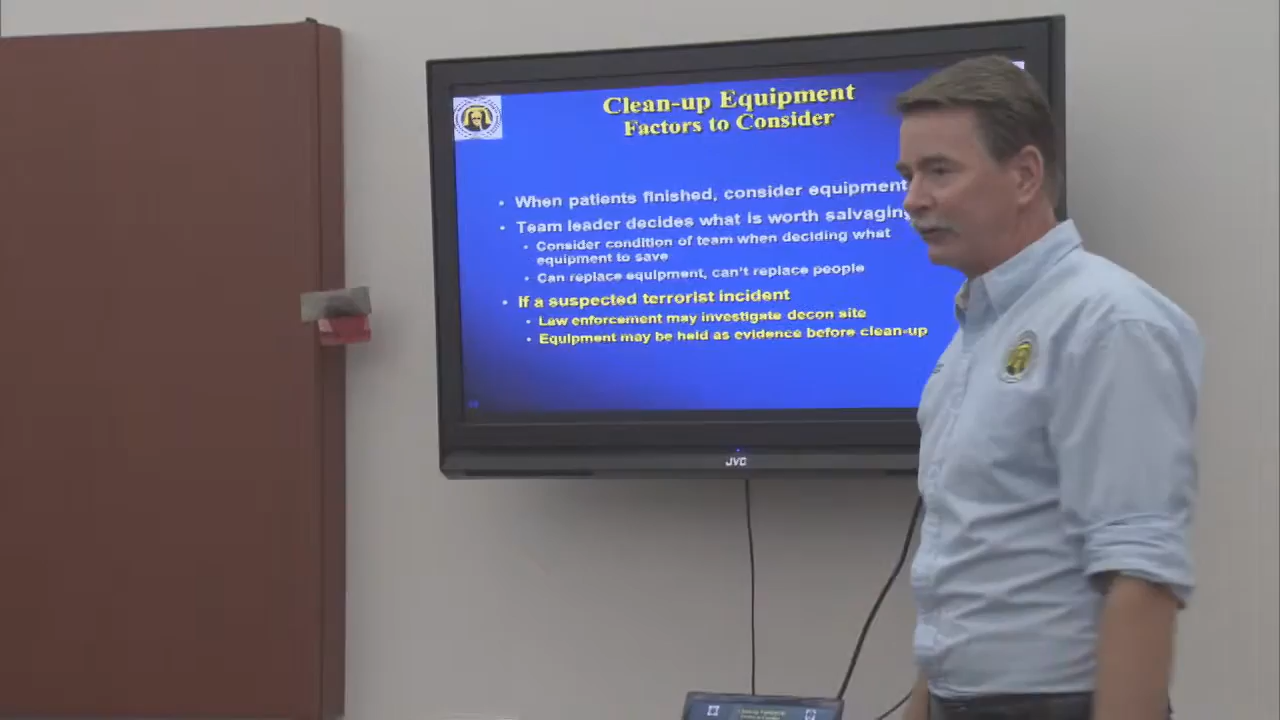 Clean-up Equipment
Factors to Consider
• When patients finished, consider equipment
• Team leader decides what is worth salvaging
• Consider condition of team when deciding what
equipment to save
• Can replace equipment, can't replace people
• If a suspected terrorist incident
• Law enforcement may investigate decon site
• Equipment may be held as evidence before clean-up
JVC